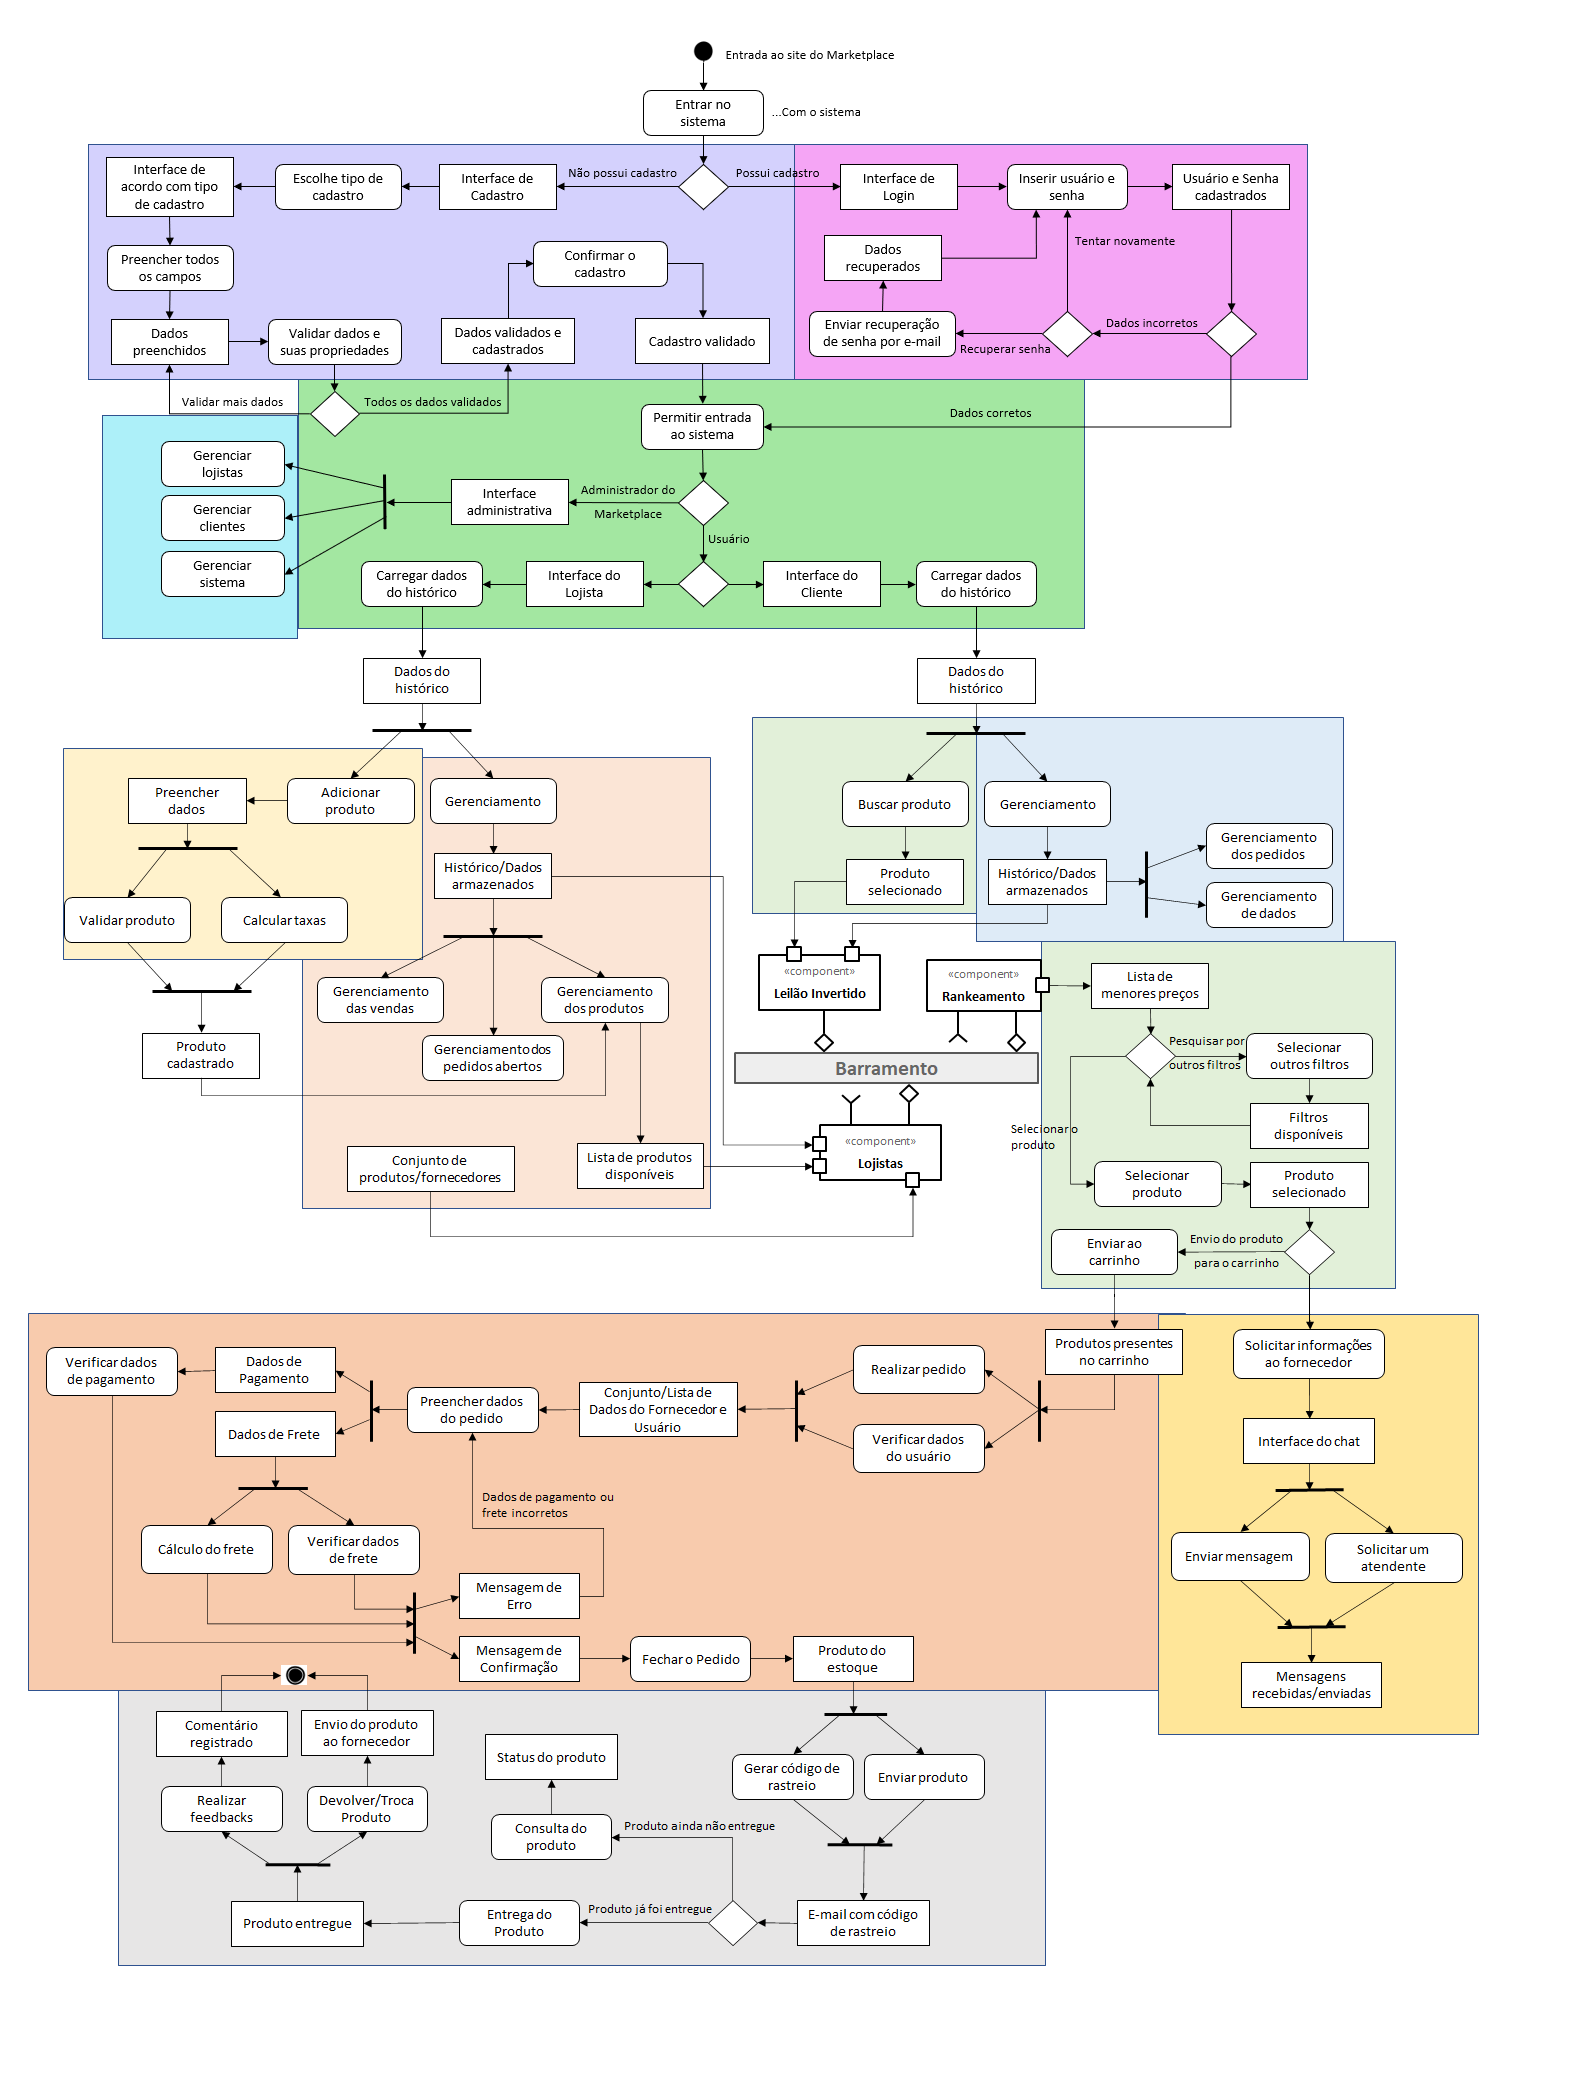 Entrada ao site do Marketplace
Entrar no
sistema
...Com o sistema
Interface de
acordo com tipo
de cadastro
Escolhe tipo de
cadastro
Interface de
Cadastro
Não possui cadastro
Possui cadastro
Interface de
Login
Inserir usuário e
senha
Usuário e Senha
cadastrados
Preencher todos
os campos
Confirmar o
cadastro
Dados
recuperados
Tentar novamente
Dados
preenchidos
Validar dados e
suas propriedades
Dados validados e
cadastrados
Cadastro validado
Enviar recuperação
de senha por e-mail
Recuperar senha
Dados incorretos
Validar mais dados
Todos os dados validados
Permitir entrada
ao sistema
Dados corretos
Gerenciar
lojistas
Gerenciar
clientes
Gerenciar
sistema
Interface
administrativa
Administrador do
Marketplace
Usuário
Carregar dados
do histórico
Interface do
Lojista
Interface do
Cliente
Carregar dados
do histórico
Dados do
histórico
Dados do
histórico
Preencher
dados
Adicionar
produto
Gerenciamento
Buscar produto
Gerenciamento
Gerenciamento
dos pedidos
Histórico/Dados
armazenados
Produto
selecionado
Histórico/Dados
armazenados
Gerenciamento
de dados
Validar produto
Calcular taxas
Gerenciamento
das vendas
Gerenciamento
dos produtos
Gerenciamento dos
pedidos abertos
Produto
cadastrado
«component»
Leilão Invertido
«component»
Rankeamento
Lista de
menores preços
Barramento
Pesquisar por
outros filtros
Selecionar
outros filtros
Filtros
disponíveis
Selecionar o
produto
«component»
Lojistas
Conjunto de
produtos/fornecedores
Lista de produtos
disponíveis
Selecionar
produto
Produto
selecionado
Enviar ao
carrinho
Envio do produto
para o carrinho
Verificar dados
de pagamento
Dados de
Pagamento
Preencher dados
do pedido
Conjunto/Lista de
Dados do Fornecedor e
Usuário
Realizar pedido
Verificar dados
do usuário
Produtos presentes
no carrinho
Solicitar informações
ao fornecedor
Dados de Frete
Interface do chat
Dados de pagamento ou
frete incorretos
Cálculo do frete
Verificar dados
de frete
Enviar mensagem
Solicitar um
atendente
Mensagem de
Erro
Mensagem de
Confirmação
Fechar o Pedido
Produto do
estoque
Mensagens
recebidas/enviadas
Comentário
registrado
Envio do produto
ao fornecedor
Status do produto
Gerar código de
rastreio
Enviar produto
Realizar
feedbacks
Devolver/Troca
Produto
Consulta do
produto
Produto ainda não entregue
Produto entregue
Entrega do
Produto
Produto já foi entregue
E-mail com código
de rastreio